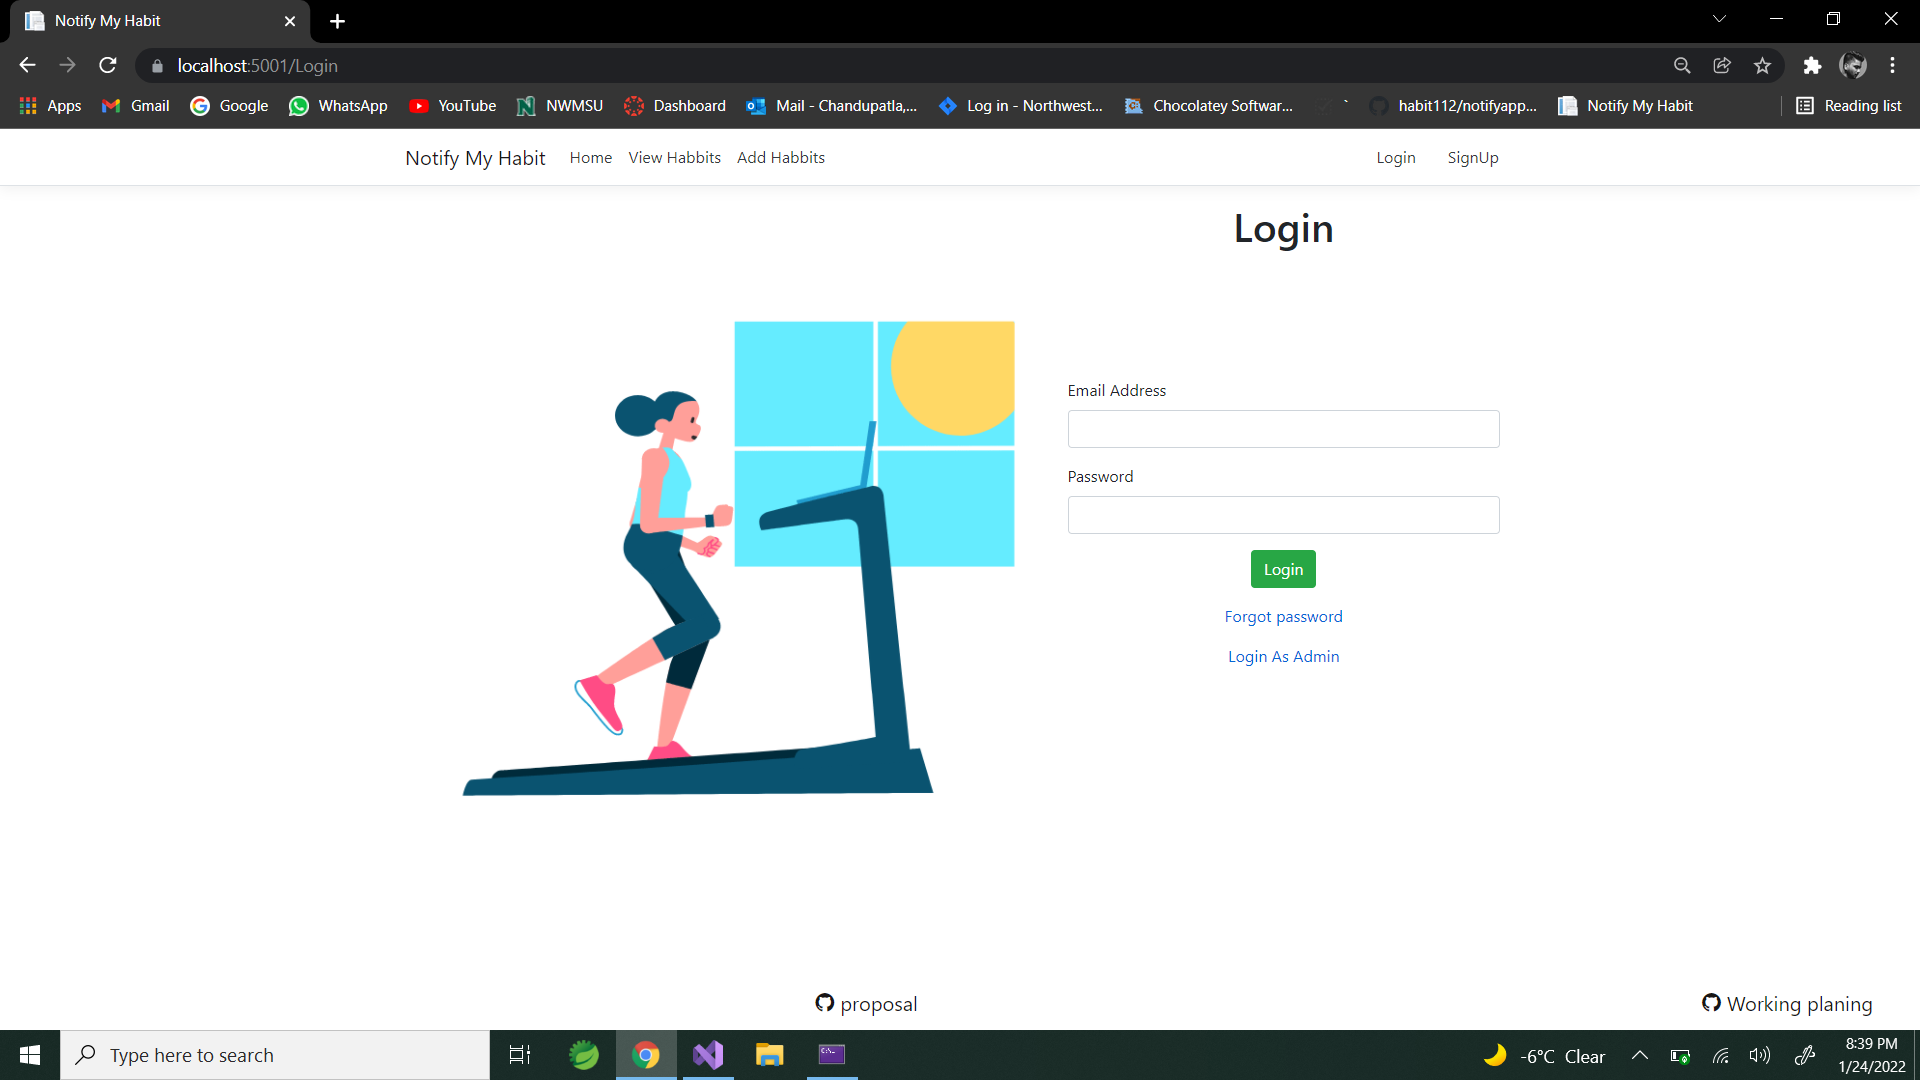 Notify My Habit
localhost:5001/Login
Apps Gmail Google WhatsApp YouTube NWMSU Dashboard Mail - Chandupatla,... Log in - Northwest... Chocolatey Softwar... ` habit112/notifyapp... Notify My Habit Reading list
Notify My Habit Home View Habbits Add Habbits Login SignUp
Login
Email Address
Password
Login
Forgot password
Login As Admin
proposal Working planing
Type here to search -6°C Clear 8:39 PM
1/24/2022